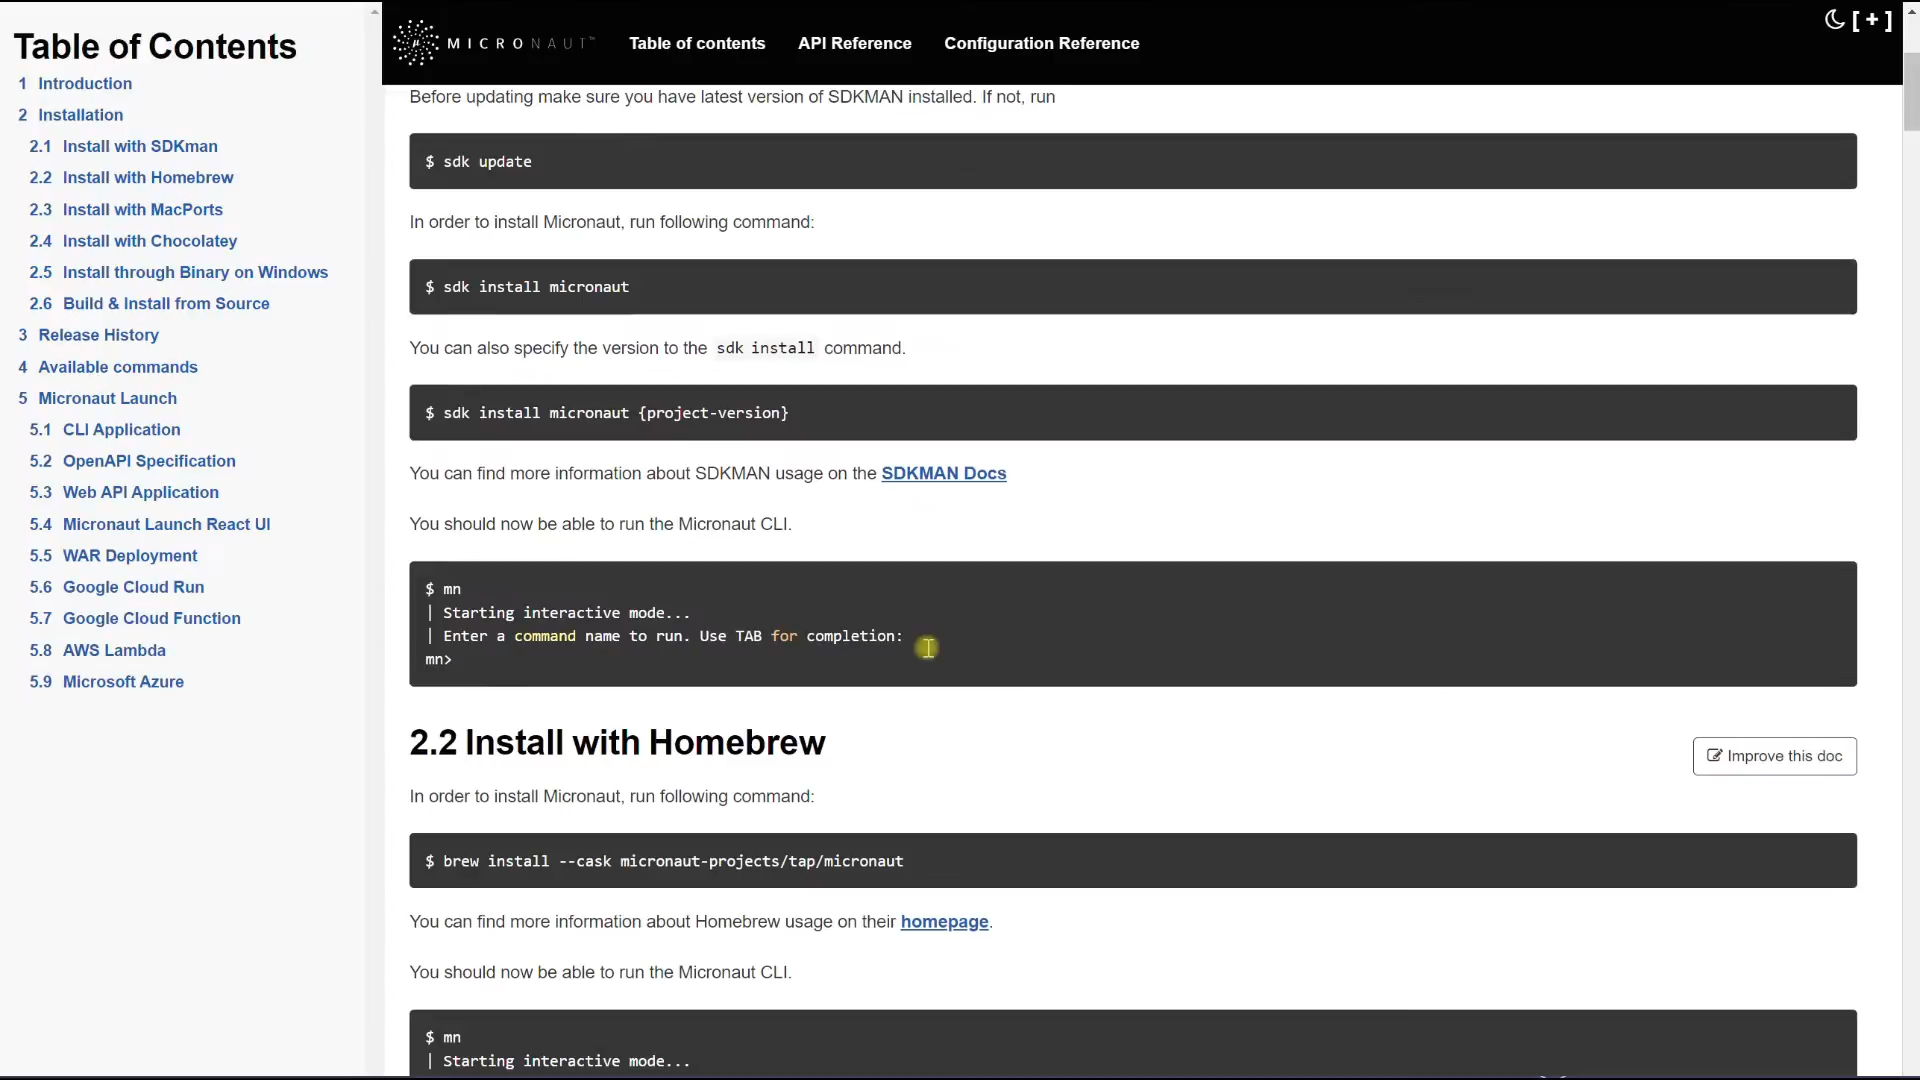 Table of Contents
1 Introduction
2 Installation
2.1 Install with SDKman
2.2 Install with Homebrew
2.3 Install with MacPorts
2.4 Install with Chocolatey
2.5 Install through Binary on Windows
2.6 Build & Install from Source
3 Release History
4 Available commands
5 Micronaut Launch
5.1 CLI Application
5.2 OpenAPI Specification
5.3 Web API Application
5.4 Micronaut Launch React UI
5.5 WAR Deployment
5.6 Google Cloud Run
5.7 Google Cloud Function
5.8 AWS Lambda
5.9 Microsoft Azure
MICRONAUT™ Table of contents API Reference Configuration Reference
[+]
Before updating make sure you have latest version of SDKMAN installed. If not, run
$ sdk update
In order to install Micronaut, run following command:
$ sdk install micronaut
You can also specify the version to the sdk install command.
$ sdk install micronaut {project-version}
You can find more information about SDKMAN usage on the SDKMAN Docs
You should now be able to run the Micronaut CLI.
$ mn
| Starting interactive mode...
| Enter a command name to run. Use TAB for completion:
mn>
2.2 Install with Homebrew
Improve this doc
In order to install Micronaut, run following command:
$ brew install --cask micronaut-projects/tap/micronaut
You can find more information about Homebrew usage on their homepage.
You should now be able to run the Micronaut CLI.
$ mn
| Starting interactive mode...